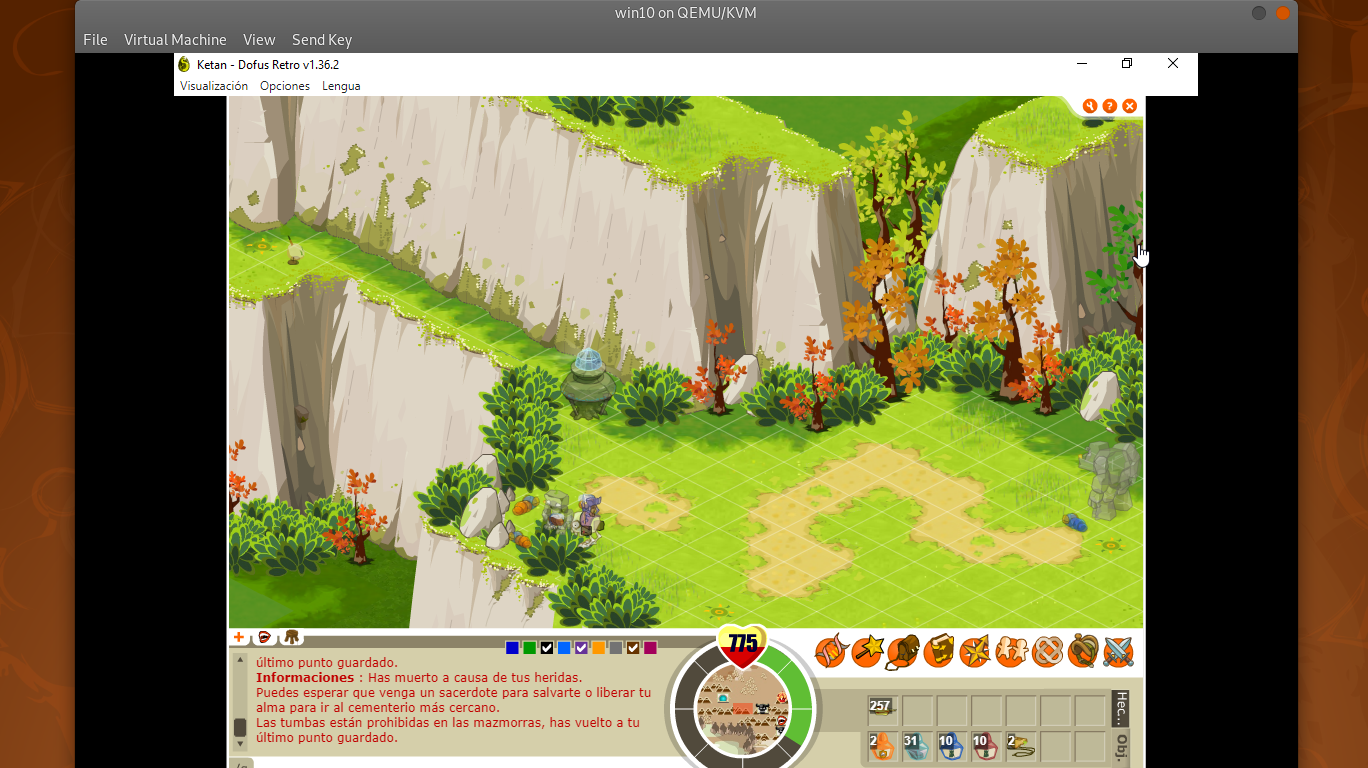 win10 on QEMU/KVM
File Virtual Machine View Send Key
Ketan - Dofus Retro v1.36.2
Visualización Opciones Lengua
último punto guardado.
Informaciones : Has muerto a causa de tus heridas.
Puedes esperar que venga un sacerdote para salvarte o liberar tu
alma para ir al cementerio más cercano.
Las tumbas están prohibidas en las mazmorras, has vuelto a tu
último punto guardado.
775
257
Hec...
2 31 10 10 2
Obj.